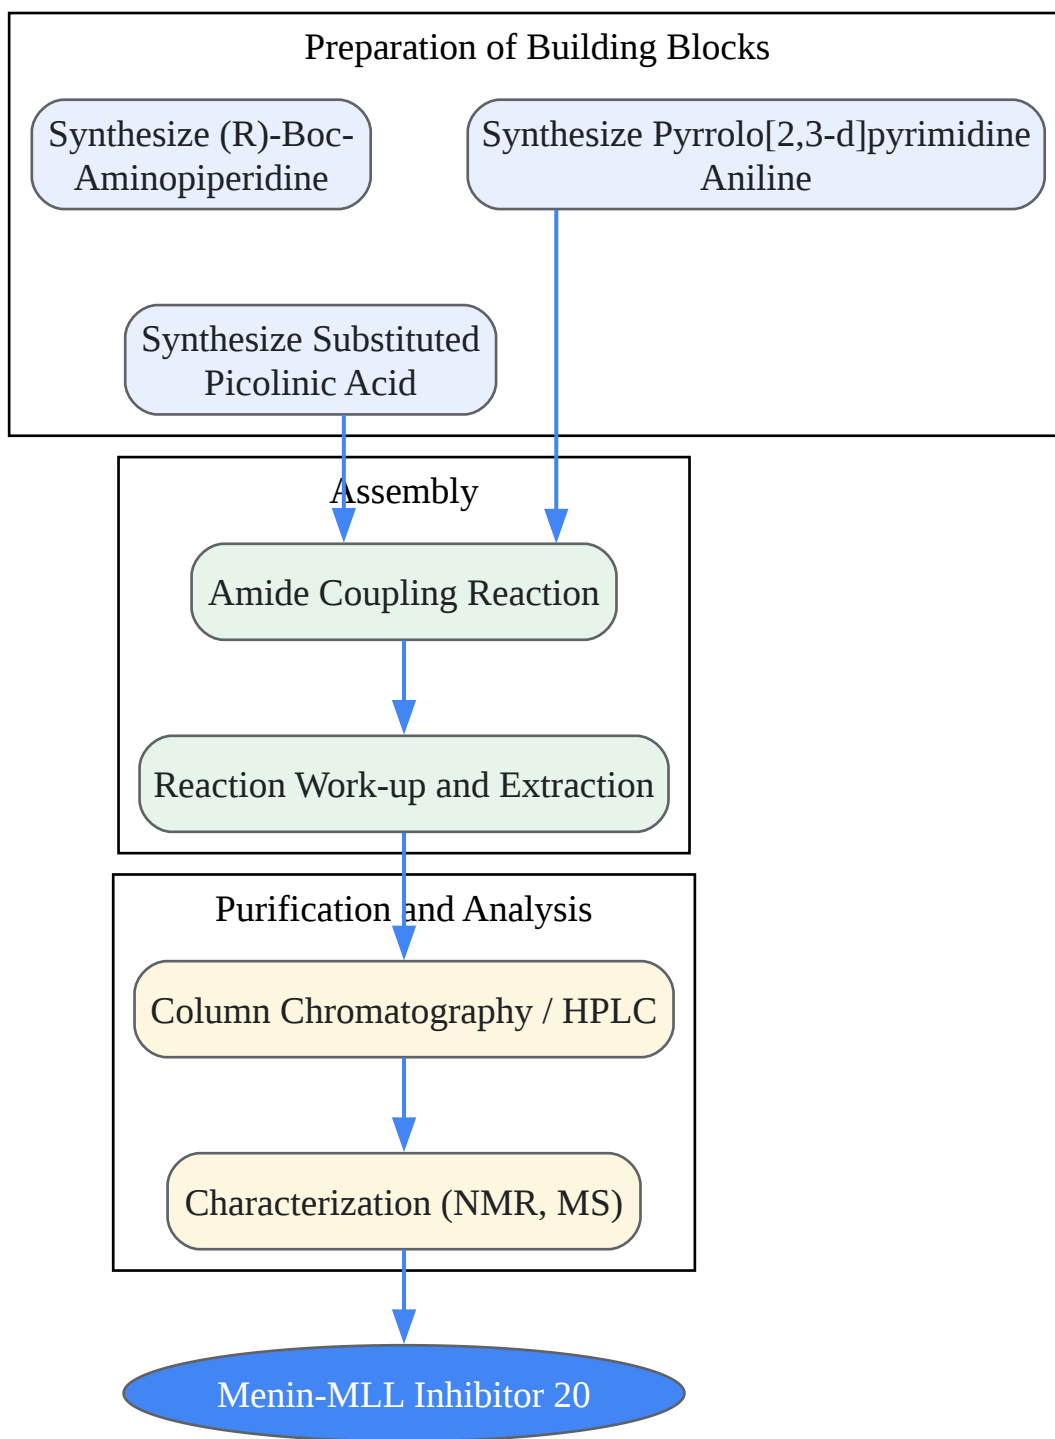 Preparation of Building Blocks
Synthesize (R)-Boc-
Aminopiperidine
Synthesize Pyrrolo[2,3-d]pyrimidine
Aniline
Synthesize Substituted
Picolinic Acid
Assembly
Amide Coupling Reaction
Reaction Work-up and Extraction
Purification and Analysis
Column Chromatography / HPLC
Characterization (NMR, MS)
Menin-MLL Inhibitor 20